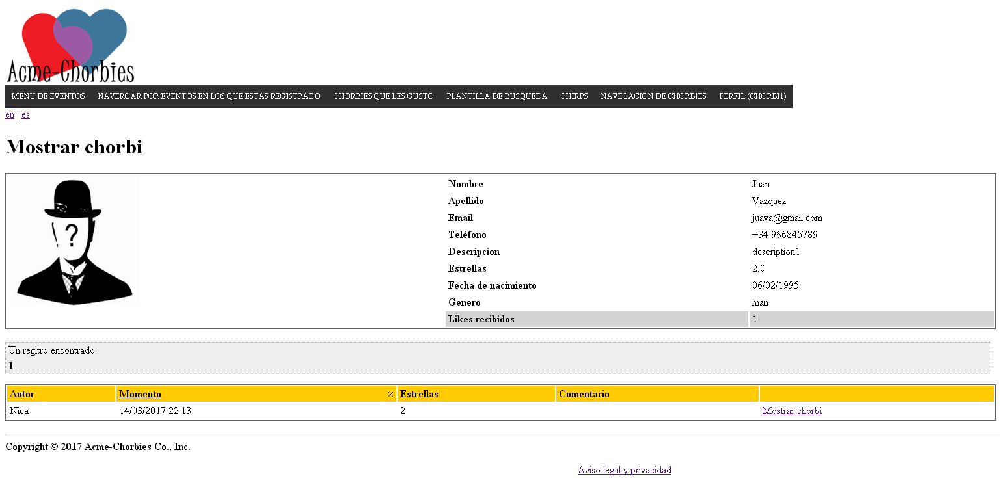 Acme-Chorbies
MENU DE EVENTOS NAVERGAR POR EVENTOS EN LOS QUE ESTAS REGISTRADO CHORBIES QUE LES GUSTO PLANTILLA DE BUSQUEDA CHIRPS NAVEGACION DE CHORBIES PERFIL (CHORBI1)
en | es
Mostrar chorbi
?
Nombre Juan
Apellido Vazquez
Email juava@gmail.com
Teléfono +34 966845789
Descripcion description1
Estrellas 2.0
Fecha de nacimiento 06/02/1995
Genero man
Likes recibidos 1
Un regitro encontrado.
1
Autor Momento × Estrellas Comentario
Nica 14/03/2017 22:13 2 Mostrar chorbi
Copyright © 2017 Acme-Chorbies Co., Inc.
Aviso legal y privacidad